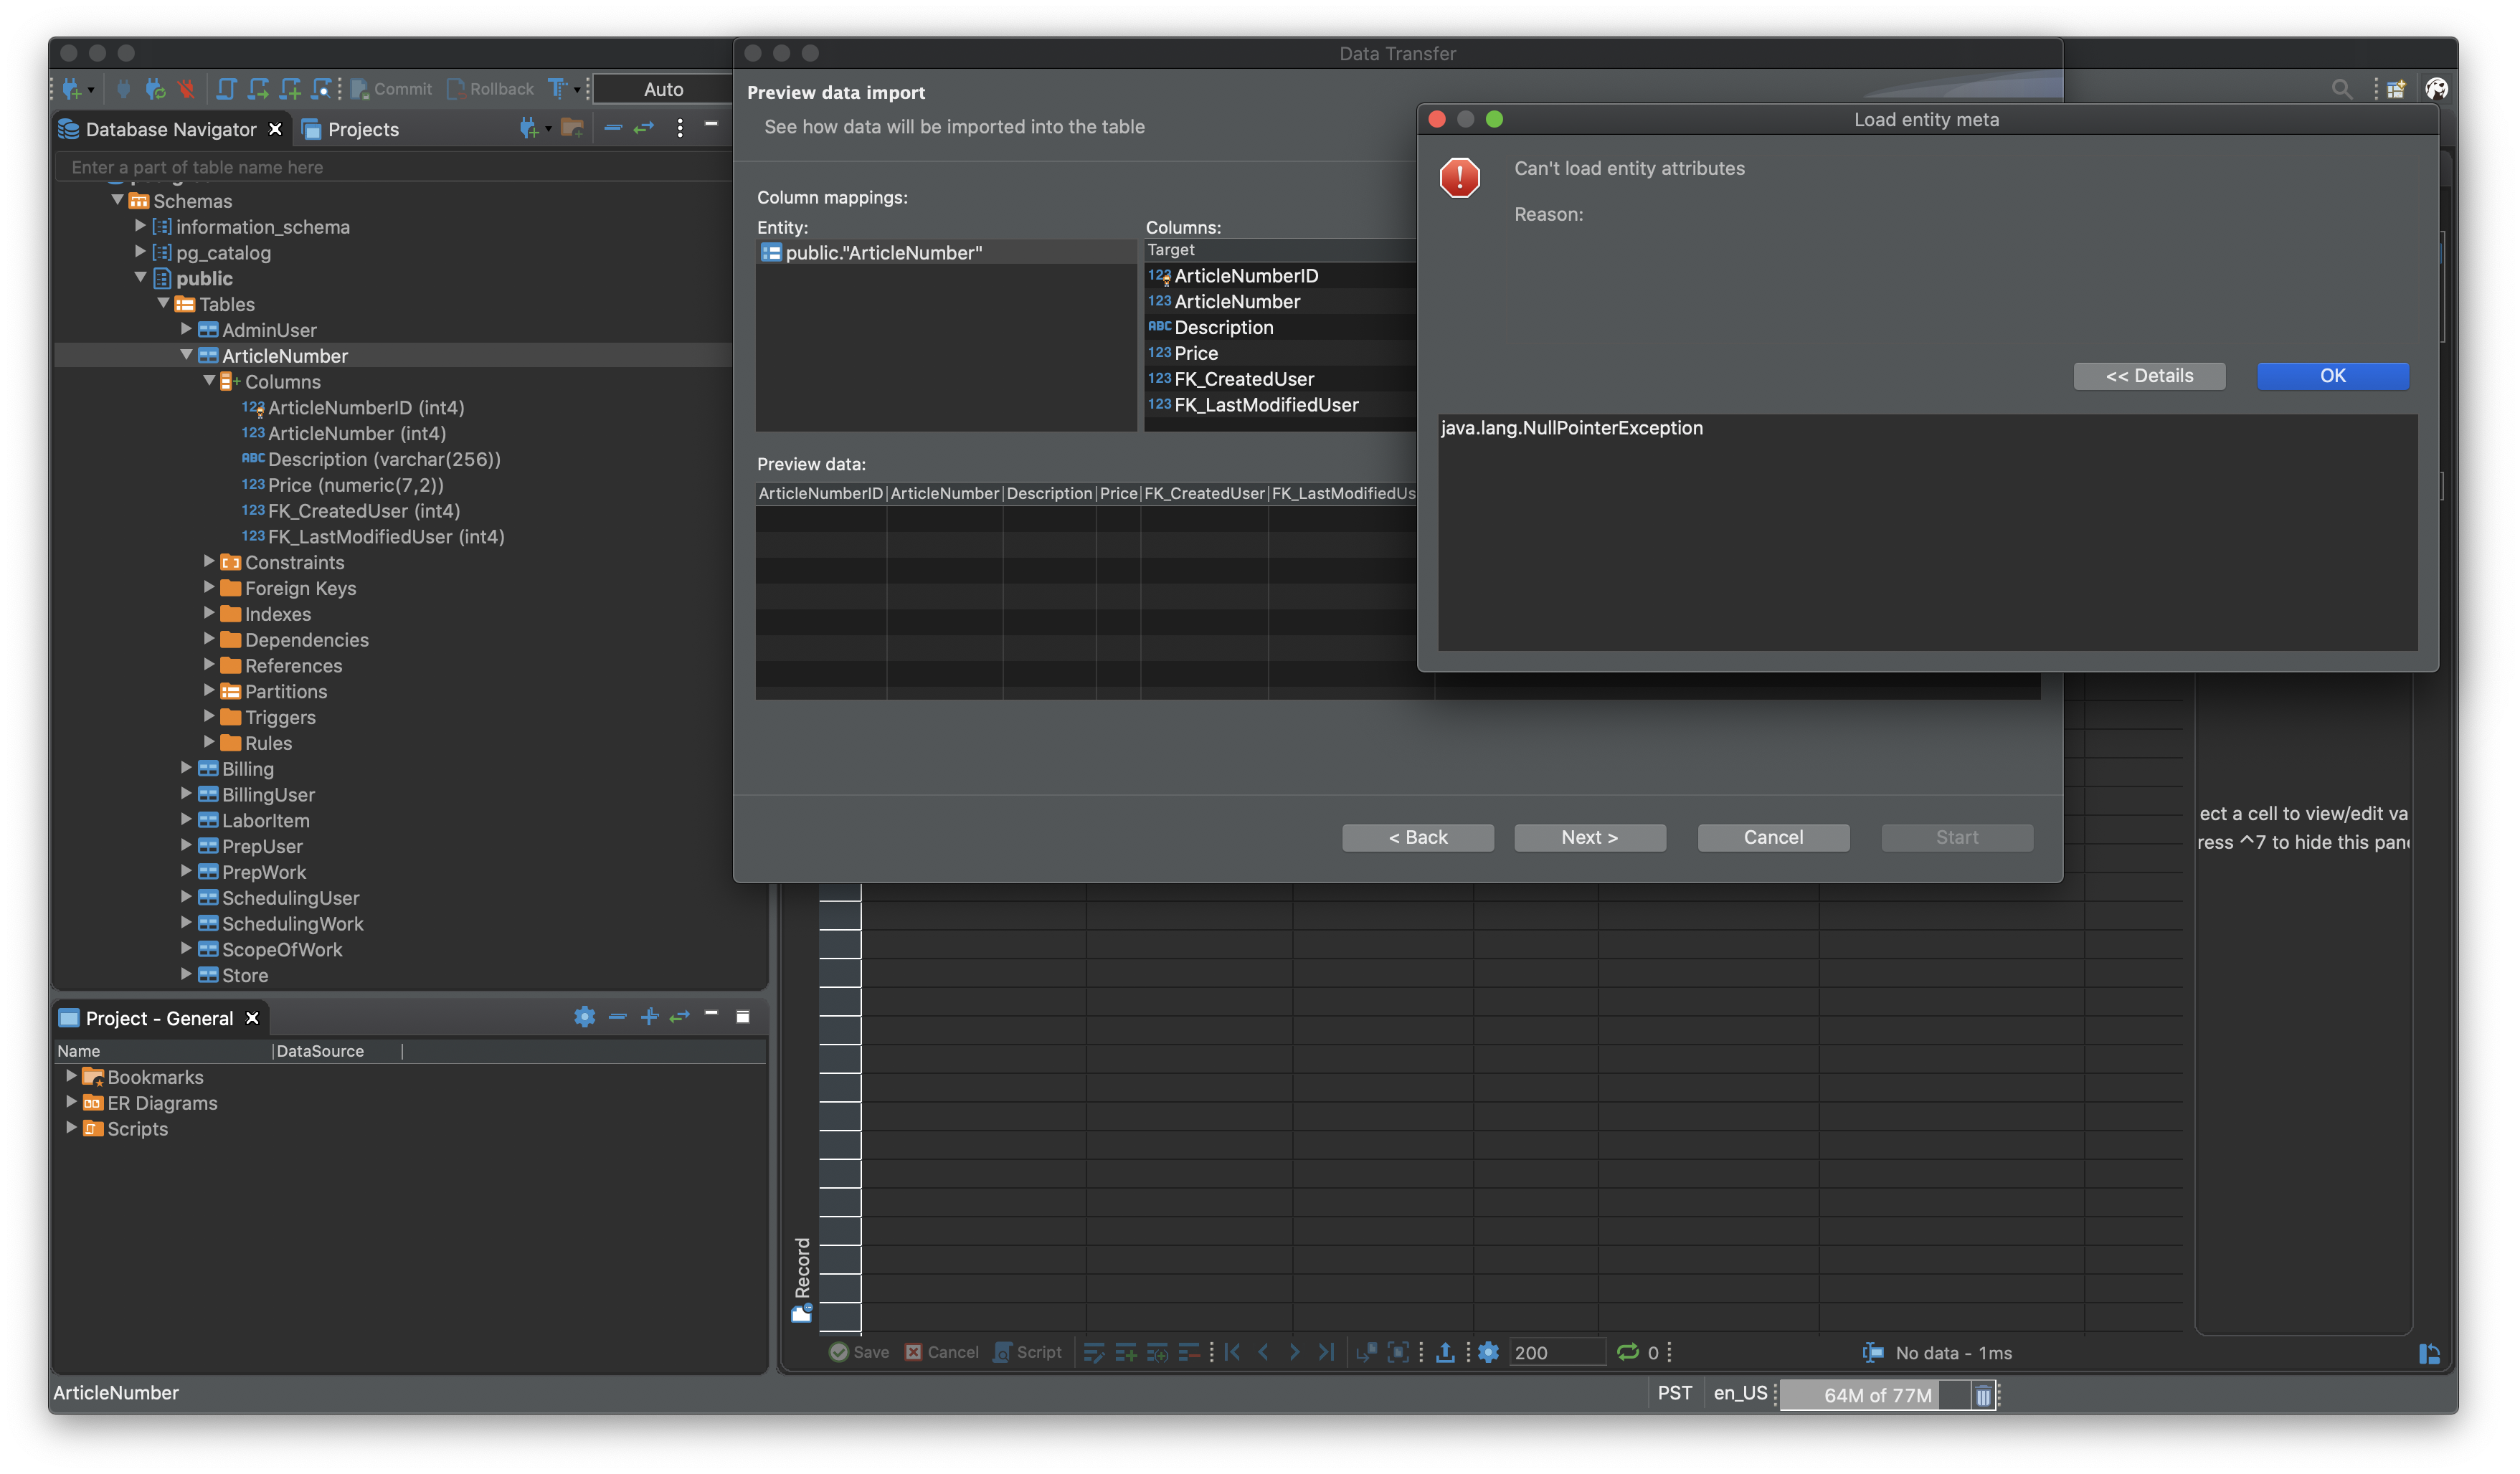 Data Transfer
Commit
Rollback
Auto
Database Navigator
Projects
Enter a part of table name here
Schemas
information_schema
pg_catalog
public
Tables
AdminUser
ArticleNumber
Columns
ArticleNumberID (int4)
ArticleNumber (int4)
Description (varchar(256))
Price (numeric(7,2))
FK_CreatedUser (int4)
FK_LastModifiedUser (int4)
Constraints
Foreign Keys
Indexes
Dependencies
References
Partitions
Triggers
Rules
Billing
BillingUser
LaborItem
PrepUser
PrepWork
SchedulingUser
SchedulingWork
ScopeOfWork
Store
Project - General
Name
DataSource
Bookmarks
ER Diagrams
Scripts
Preview data import
See how data will be imported into the table
Column mappings:
Entity:
public."ArticleNumber"
Columns:
Target
123 ArticleNumberID
123 ArticleNumber
ABC Description
123 Price
123 FK_CreatedUser
123 FK_LastModifiedUser
Preview data:
ArticleNumberID ArticleNumber Description Price FK_CreatedUser FK_LastModifiedUs
< Back
Next >
Cancel
Start
Load entity meta
Can't load entity attributes
Reason:
<< Details
OK
java.lang.NullPointerException
ect a cell to view/edit va
ress ^7 to hide this pan
Record
Save
Cancel
Script
200
0
No data - 1ms
ArticleNumber
PST
en_US
64M of 77M